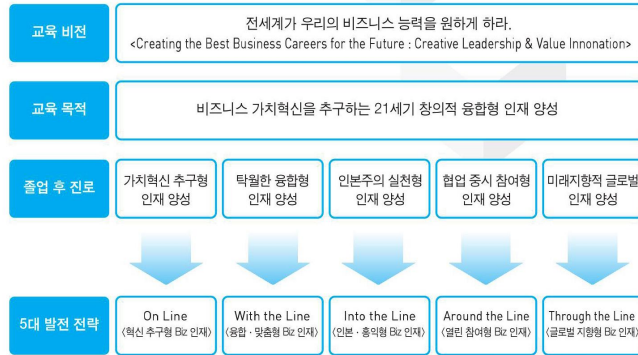 교육 비전
전세계가 우리의 비즈니스 능력을 원하게 하라.
<Creating the Best Business Careers for the Future : Creative Leadership & Value Innonation>
교육 목적
비즈니스 가치혁신을 추구하는 21세기 창의적 융합형 인재 양성
졸업 후 진로
가치혁신 추구형
인재 양성
탁월한 융합형
인재 양성
인본주의 실천형
인재 양성
협업 중시 참여형
인재 양성
미래지향적 글로벌
인재 양성
5대 발전 전략
On Line
<혁신 추구형 Biz 인재>
With the Line
<융합 · 맞춤형 Biz 인재>
Into the Line
<인본 · 홍익형 Biz 인재>
Around the Line
<열린 참여형 Biz 인재>
Through the Line
<글로벌 지향형 Biz 인재>